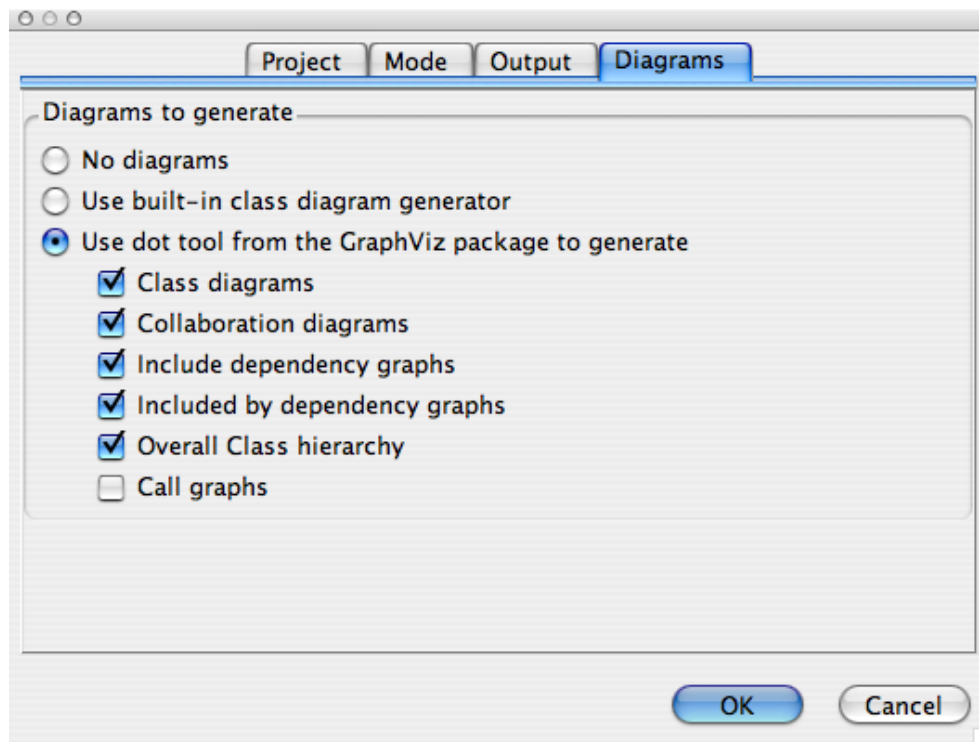 Project Mode Output Diagrams
Diagrams to generate
No diagrams
Use built-in class diagram generator
Use dot tool from the GraphViz package to generate
Class diagrams
Collaboration diagrams
Include dependency graphs
Included by dependency graphs
Overall Class hierarchy
Call graphs
OK Cancel